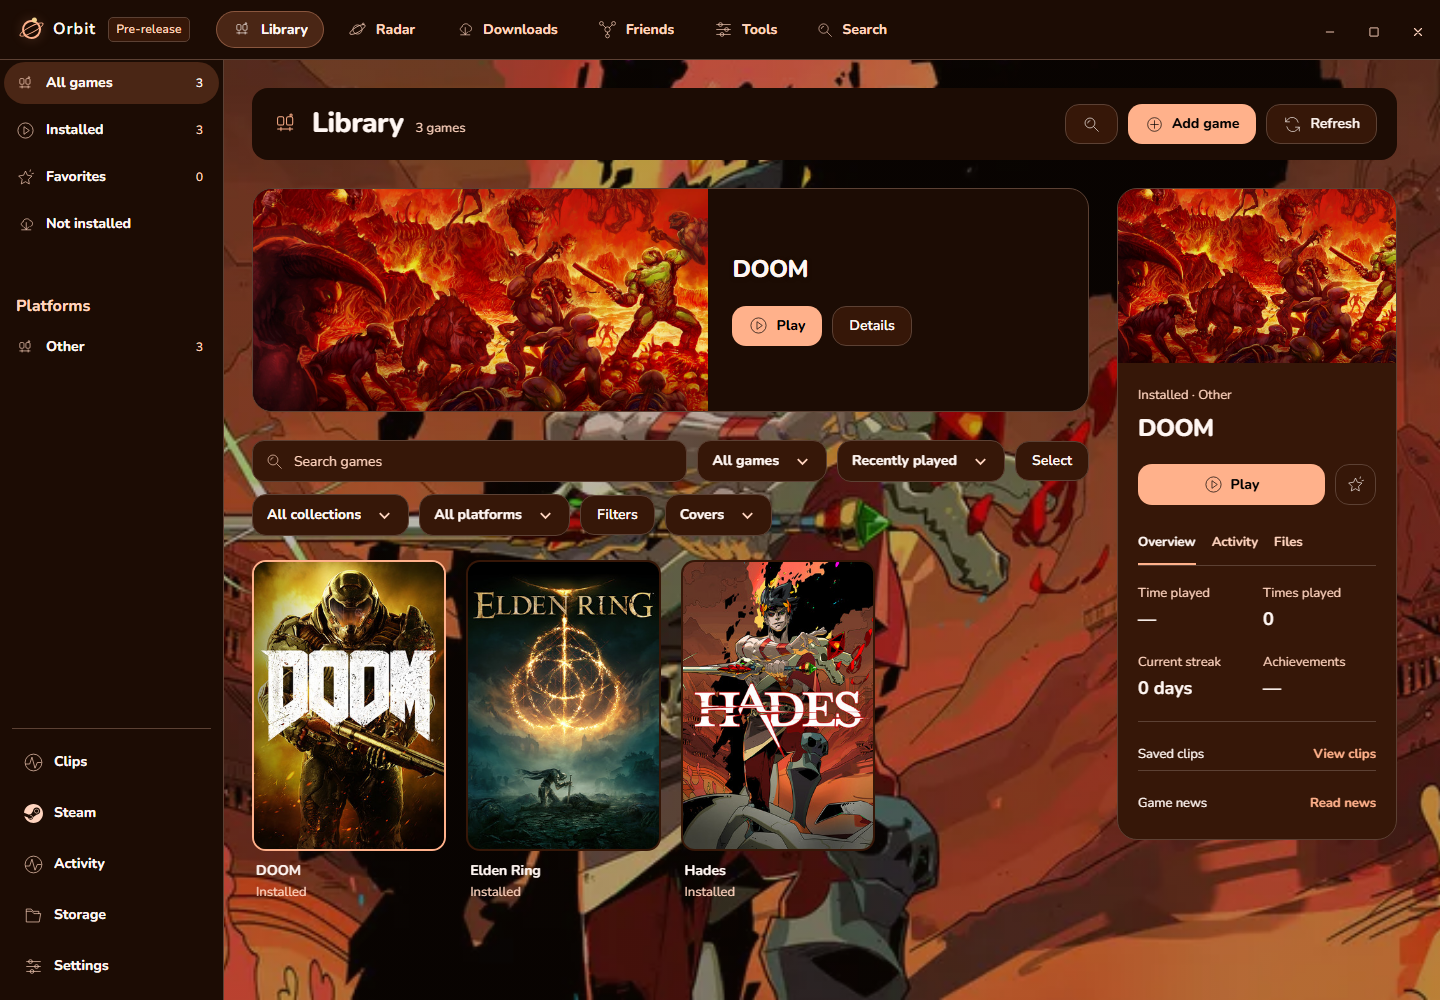 Orbit
Pre-release
Library
Radar
Downloads
Friends
Tools
Search
All games 3
Installed 3
Favorites 0
Not installed
Platforms
Other 3
Clips
Steam
Activity
Storage
Settings
Library 3 games
Add game
Refresh
DOOM
Play
Details
Search games
All games
Recently played
Select
All collections
All platforms
Filters
Covers
DOOM
ELDEN RING
HADES
DOOM
Installed
Elden Ring
Installed
Hades
Installed
Installed · Other
DOOM
Play
Overview
Activity
Files
Time played
Times played
—
0
Current streak
Achievements
0 days
—
Saved clips
View clips
Game news
Read news